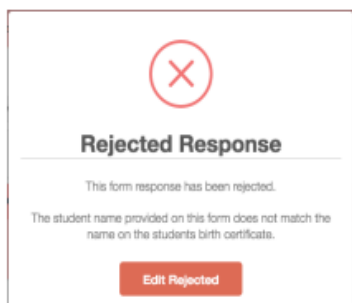 Rejected Response
This form response has been rejected.
The student name provided on this form does not match the
name on the students birth certificate.
Edit Rejected